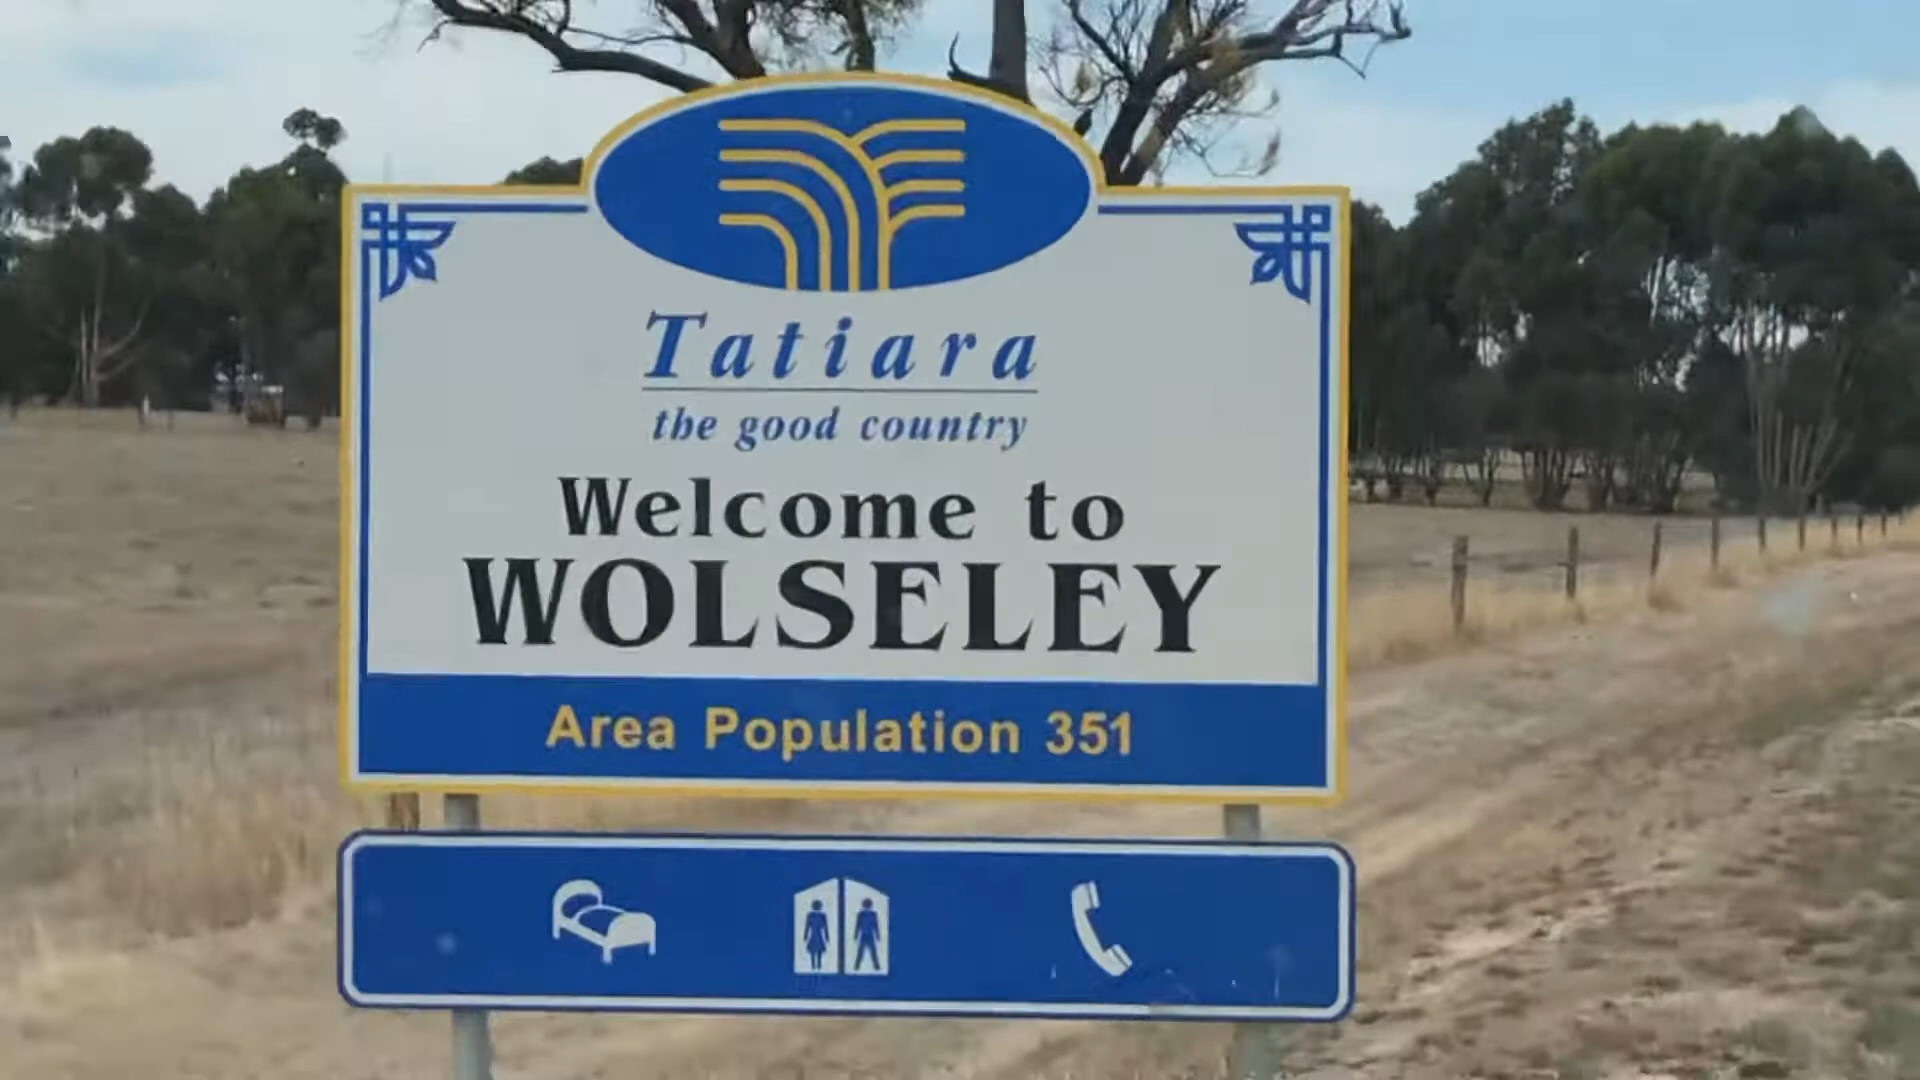 Tatiara
the good country
Welcome to
WOLSELEY
Area Population 351